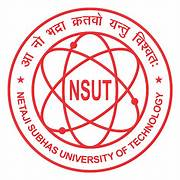 आ नो भद्राः क्रतवो यन्तु विश्वतः
NSUT
NETAJI SUBHAS UNIVERSITY OF TECHNOLOGY